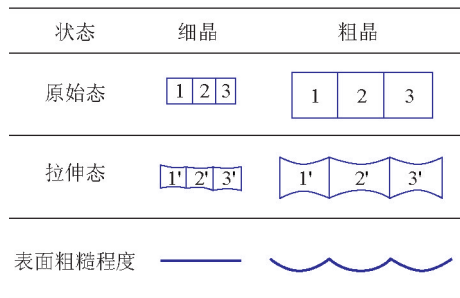 状态 细晶 粗晶
原始态 1 2 3 1 2 3
拉伸态 1' 2' 3' 1' 2' 3'
表面粗糙程度